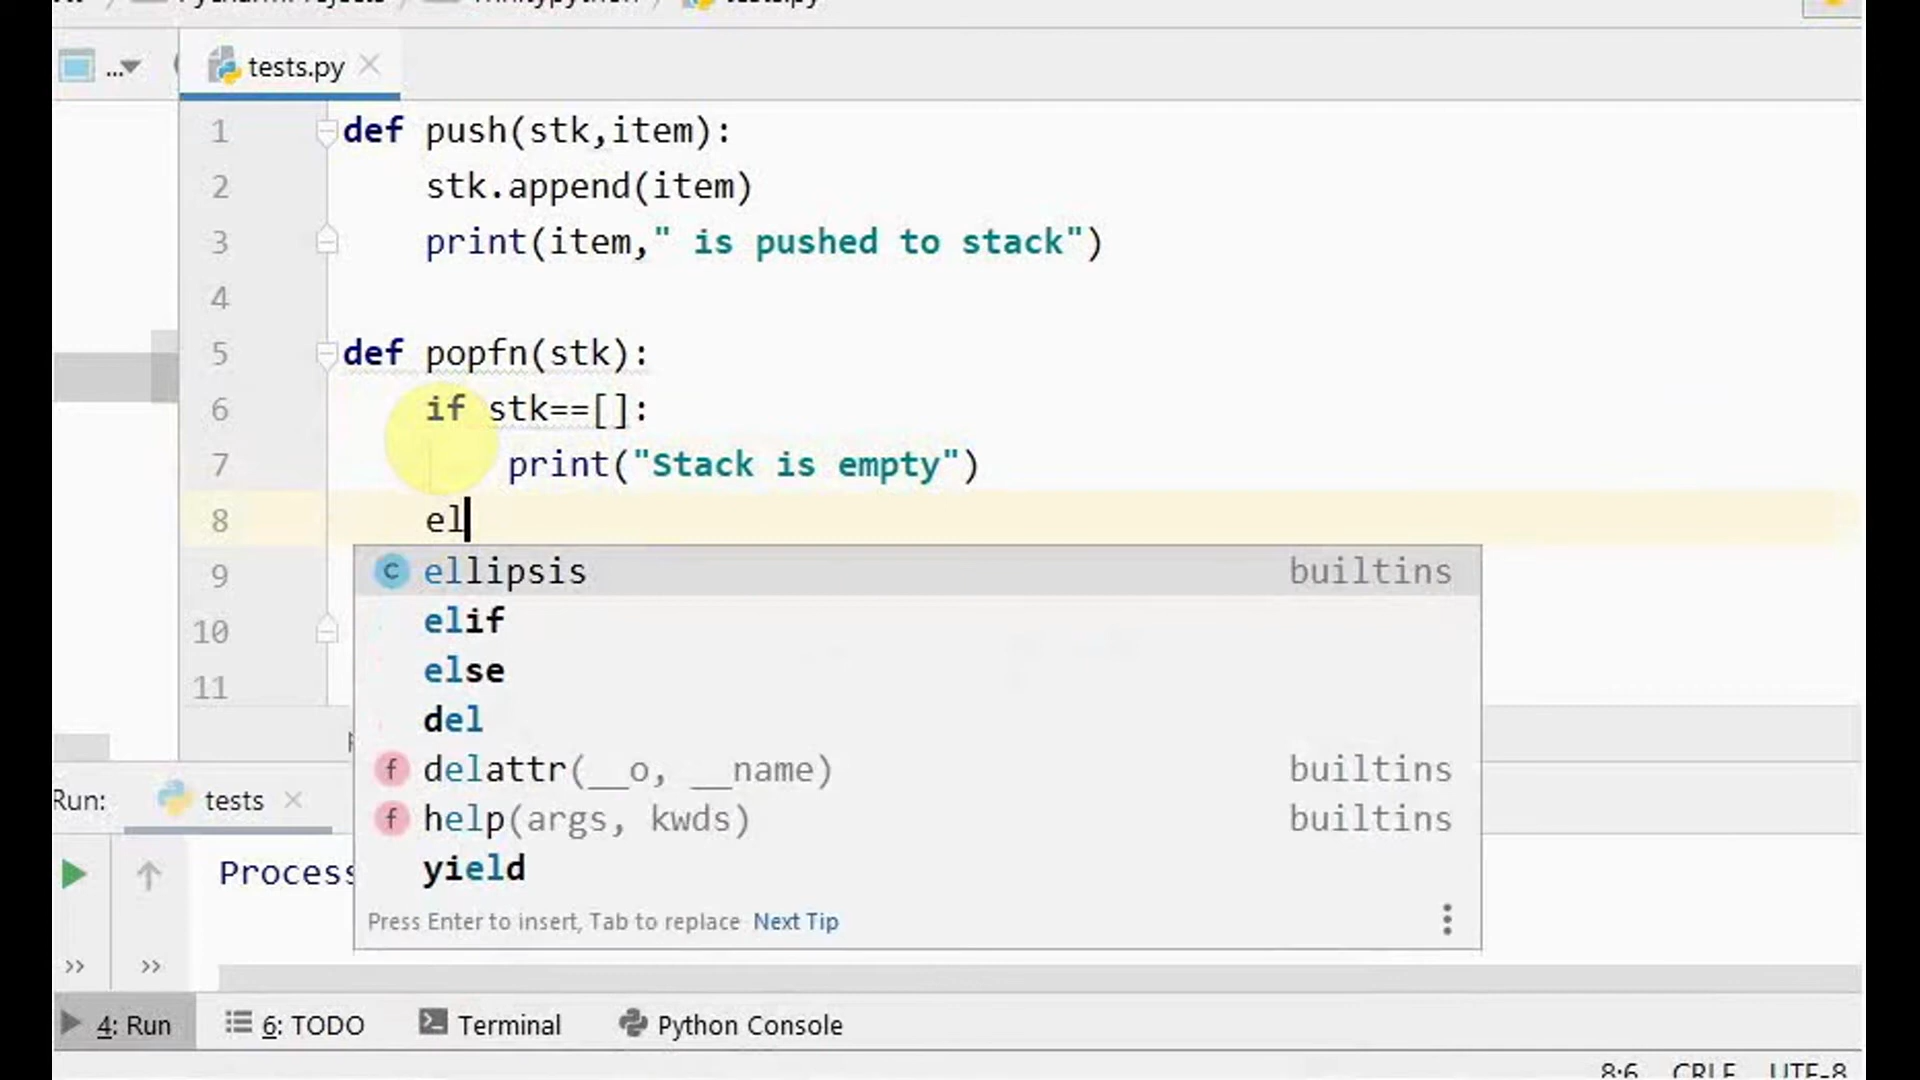 tests.py
...
tests.py
1 def push(stk,item):
2 stk.append(item)
3 print(item," is pushed to stack")
4
5 def popfn(stk):
6 if stk==[]:
7 print("Stack is empty")
8 el
9
10
11
ellipsis builtins
elif
else
del
delattr(__o, __name) builtins
help(args, kwds) builtins
yield
Press Enter to insert, Tab to replace Next Tip
Run: tests
Process
4: Run 6: TODO Terminal Python Console
8:6 CRLF UTF-8